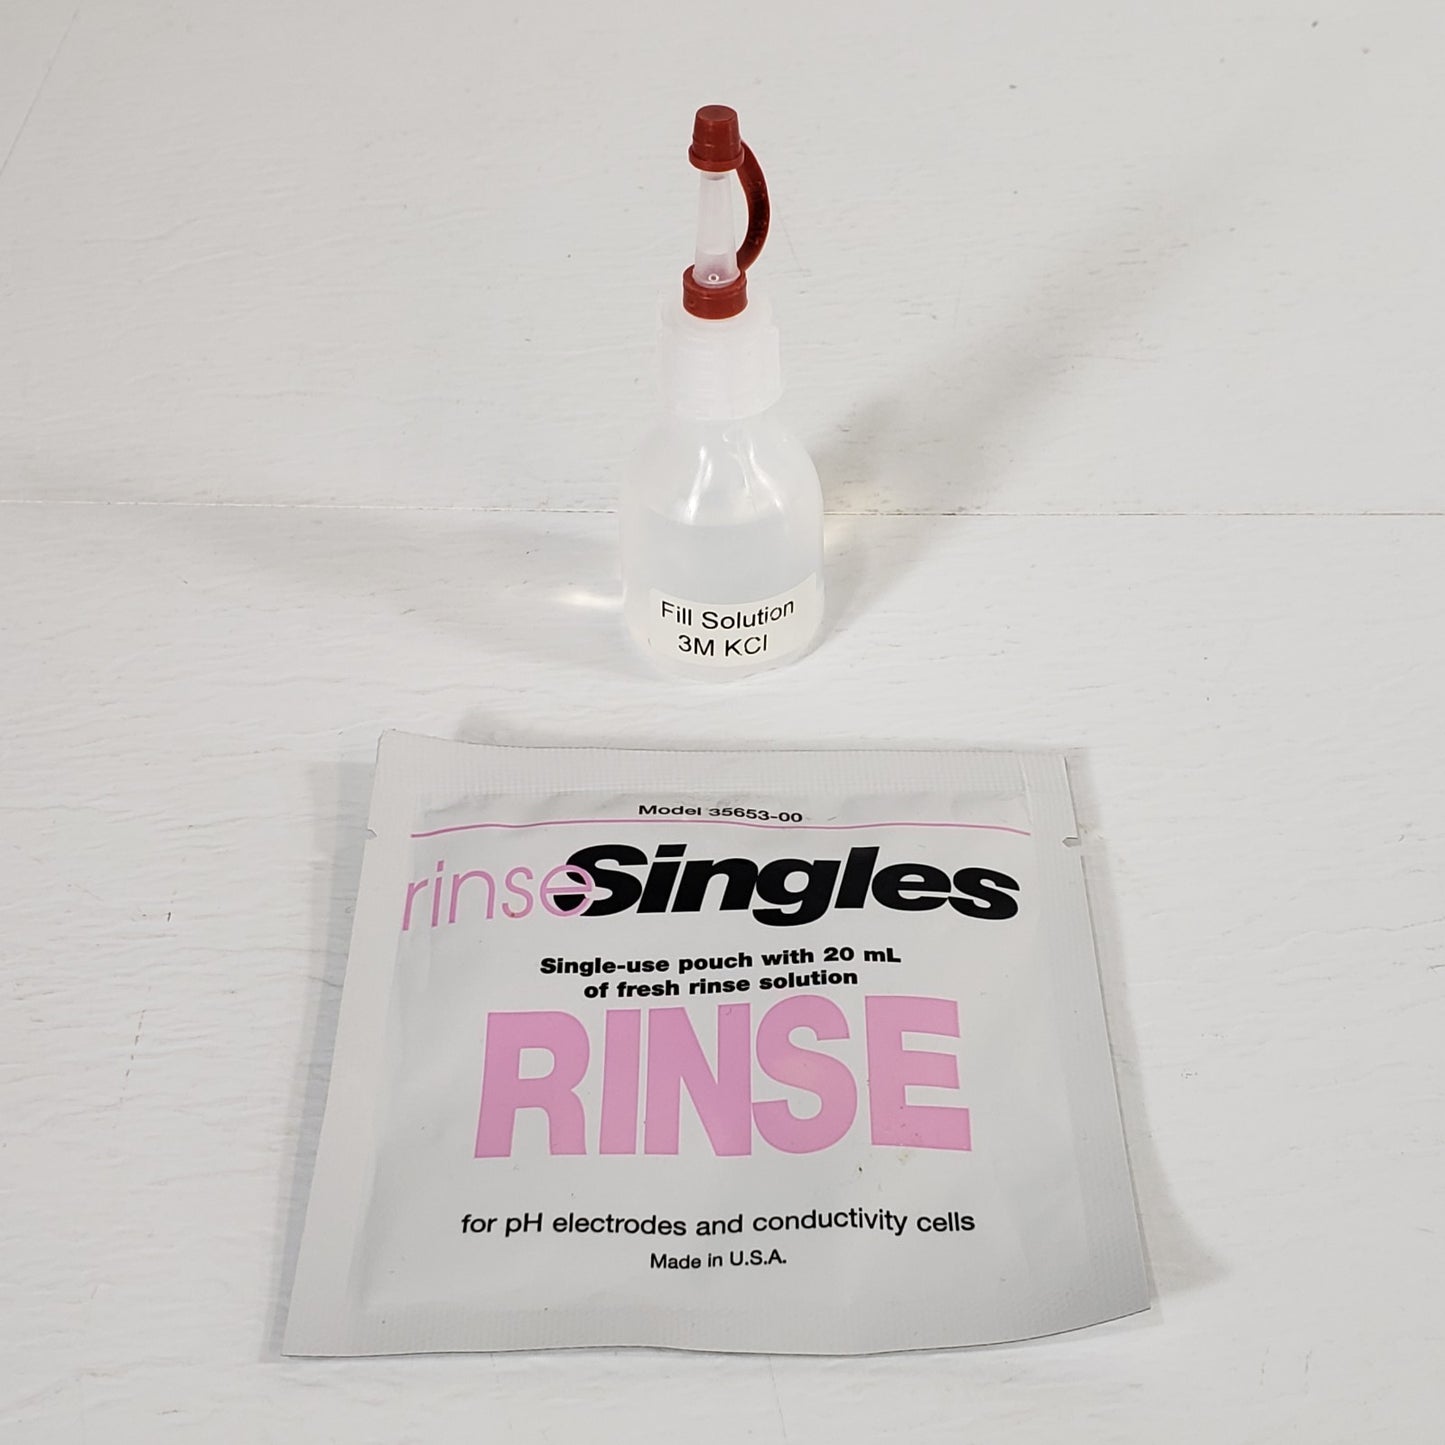 Fill Solution
3M KCl
Model 35653-00
rinseSingles
Single-use pouch with 20 mL
of fresh rinse solution
RINSE
for pH electrodes and conductivity cells
Made in U.S.A.